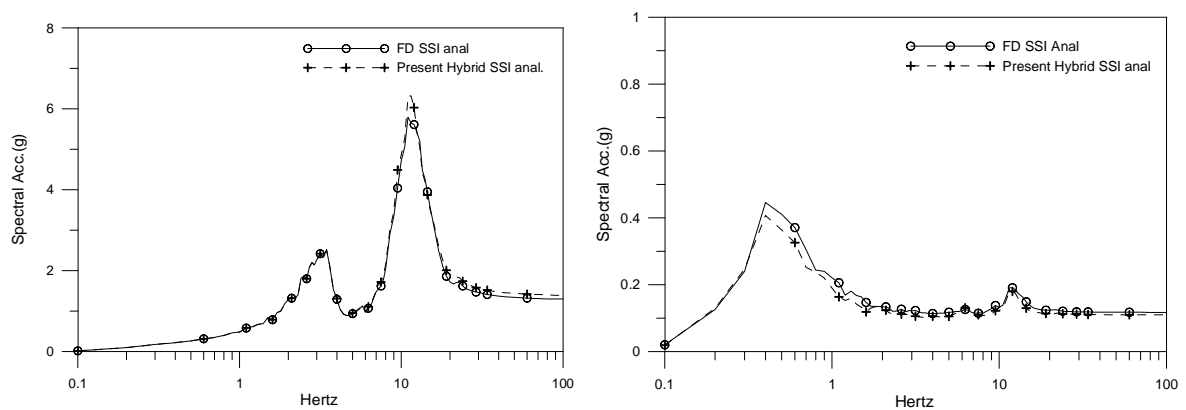 8
6
4
2
0
Spectral Acc.(g)
FD SSI anal
Present Hybrid SSI anal.
0.1
1
10
100
Hertz
1
0.8
0.6
0.4
0.2
0
Spectral Acc.(g)
FD SSI Anal
Present Hybrid SSI anal
0.1
1
10
100
Hertz